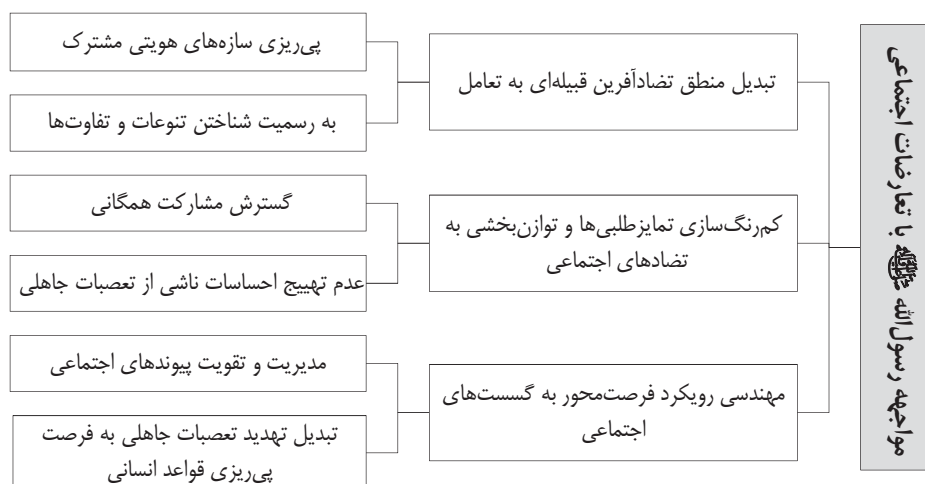 مواجهه رسول‌الله ﷺ با تعارضات اجتماعی
تبدیل منطق تضادآفرین قبیله‌ای به تعامل
پی‌ریزی سازه‌های هویتی مشترک
به رسمیت شناختن تنوعات و تفاوت‌ها
کم‌رنگ‌سازی تمایزطلبی‌ها و توازن‌بخشی به
تضادهای اجتماعی
گسترش مشارکت همگانی
عدم تهییج احساسات ناشی از تعصبات جاهلی
مهندسی رویکرد فرصت‌محور به گسست‌های
اجتماعی
مدیریت و تقویت پیوندهای اجتماعی
تبدیل تهدید تعصبات جاهلی به فرصت
پی‌ریزی قواعد انسانی